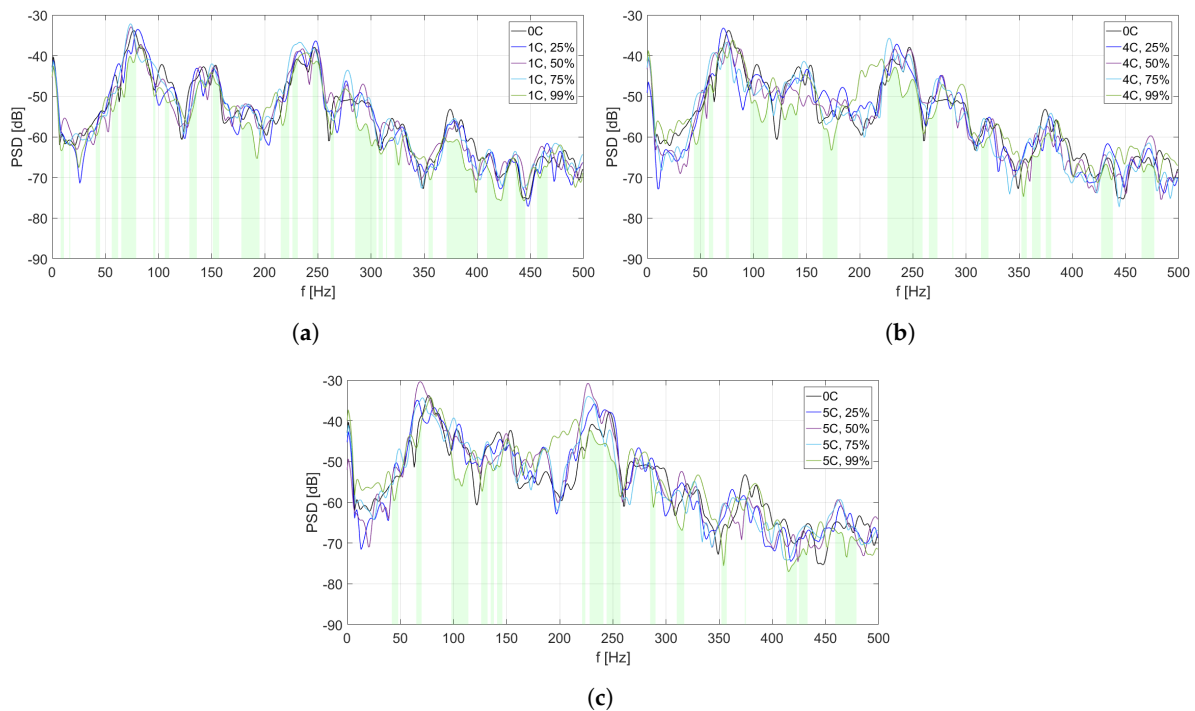 -30
-40
-50
-60
-70
-80
-90
PSD [dB]
0 50 100 150 200 250 300 350 400 450 500
f [Hz]
0C
1C, 25%
1C, 50%
1C, 75%
1C, 99%
(a)
-30
-40
-50
-60
-70
-80
-90
PSD [dB]
0 50 100 150 200 250 300 350 400 450 500
f [Hz]
0C
4C, 25%
4C, 50%
4C, 75%
4C, 99%
(b)
-30
-40
-50
-60
-70
-80
-90
PSD [dB]
0 50 100 150 200 250 300 350 400 450 500
f [Hz]
0C
5C, 25%
5C, 50%
5C, 75%
5C, 99%
(c)